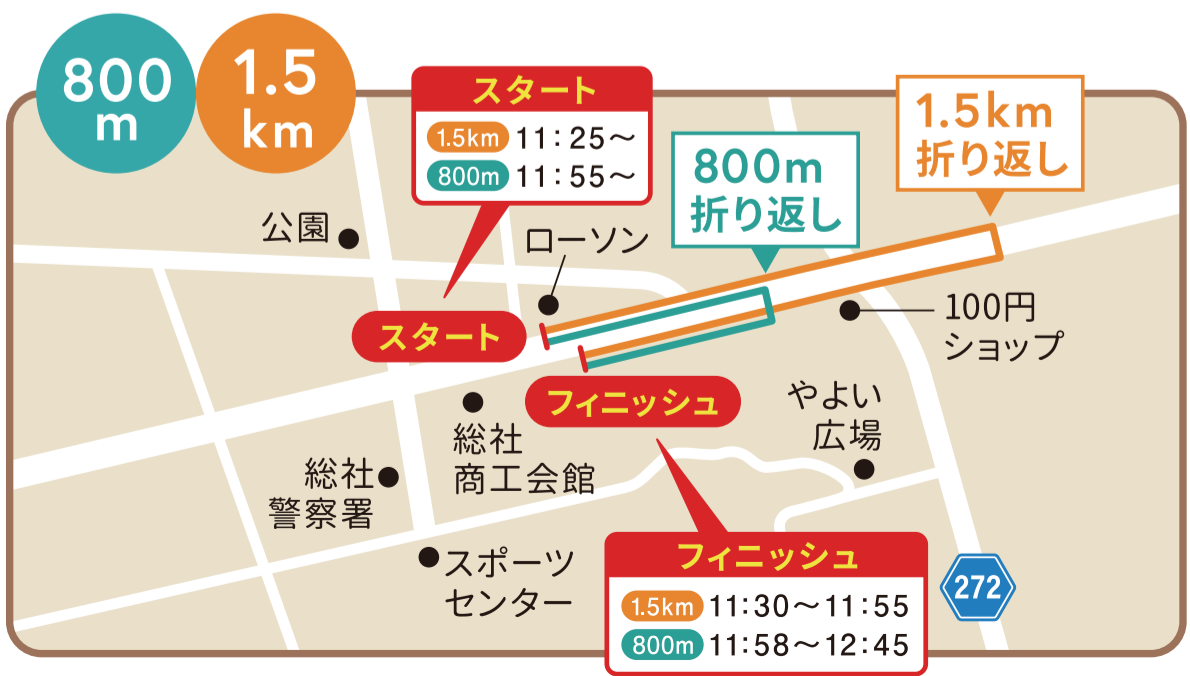 800
m
1.5
km
スタート
1.5km 11:25〜
800m 11:55〜
800m
折り返し
1.5km
折り返し
公園
ローソン
スタート
100円
ショップ
フィニッシュ
やよい
広場
総社
商工会館
総社
警察署
スポーツ
センター
フィニッシュ
1.5km 11:30〜11:55
800m 11:58〜12:45
272